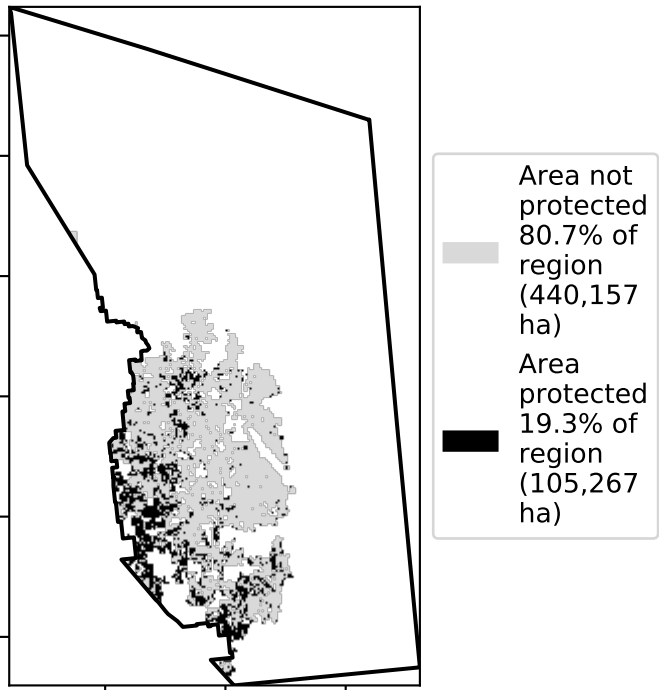 Area not
protected
80.7% of
region
(440,157
ha)
Area
protected
19.3% of
region
(105,267
ha)